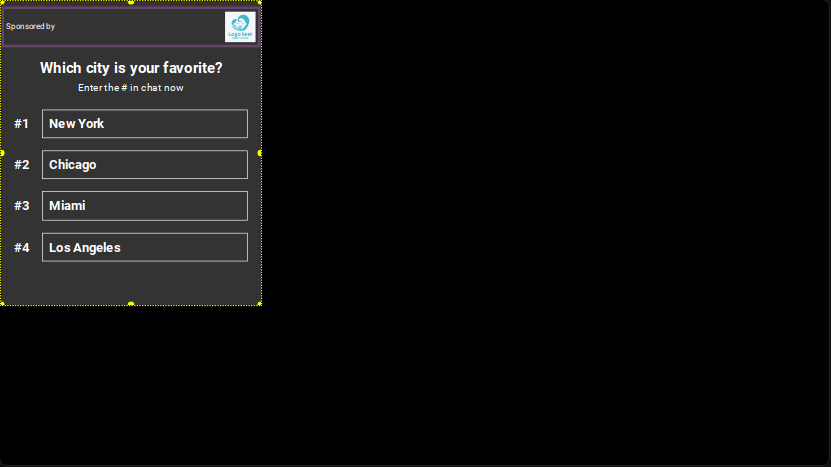 Sponsored by
Logo here
Which city is your favorite?
Enter the # in chat now
#1 New York
#2 Chicago
#3 Miami
#4 Los Angeles